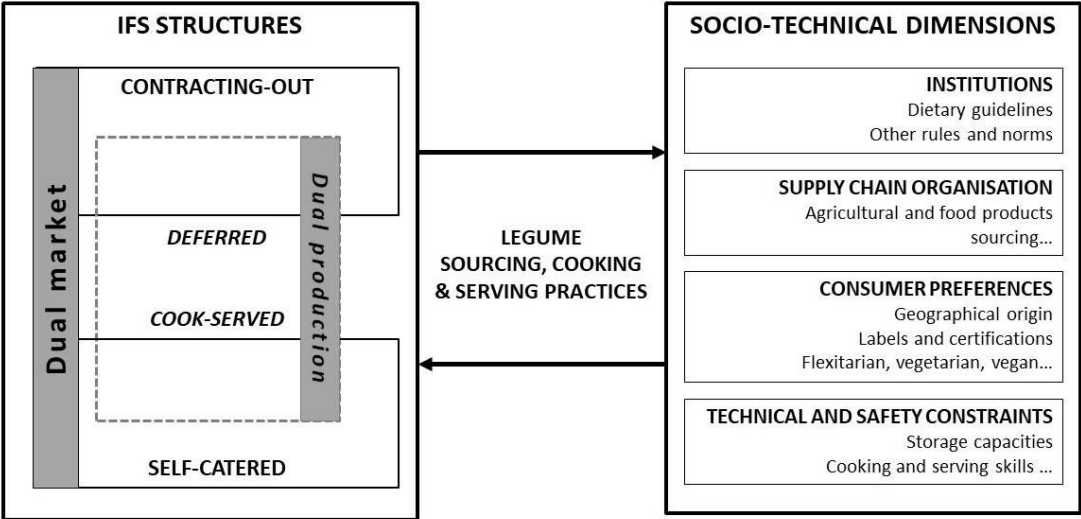 IFS STRUCTURES
CONTRACTING-OUT
Dual market
Dual production
DEFERRED
COOK-SERVED
SELF-CATERED
LEGUME
SOURCING, COOKING
& SERVING PRACTICES
SOCIO-TECHNICAL DIMENSIONS
INSTITUTIONS
Dietary guidelines
Other rules and norms
SUPPLY CHAIN ORGANISATION
Agricultural and food products
sourcing...
CONSUMER PREFERENCES
Geographical origin
Labels and certifications
Flexitarian, vegetarian, vegan...
TECHNICAL AND SAFETY CONSTRAINTS
Storage capacities
Cooking and serving skills ...